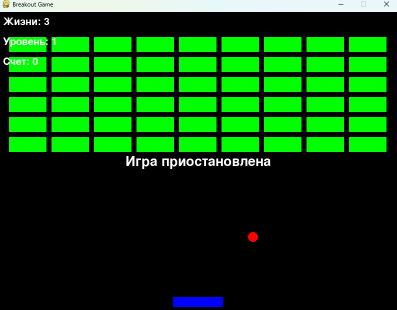 Breakout Game
Жизни: 3
Уровень: 1
Счет: 0
Игра приостановлена